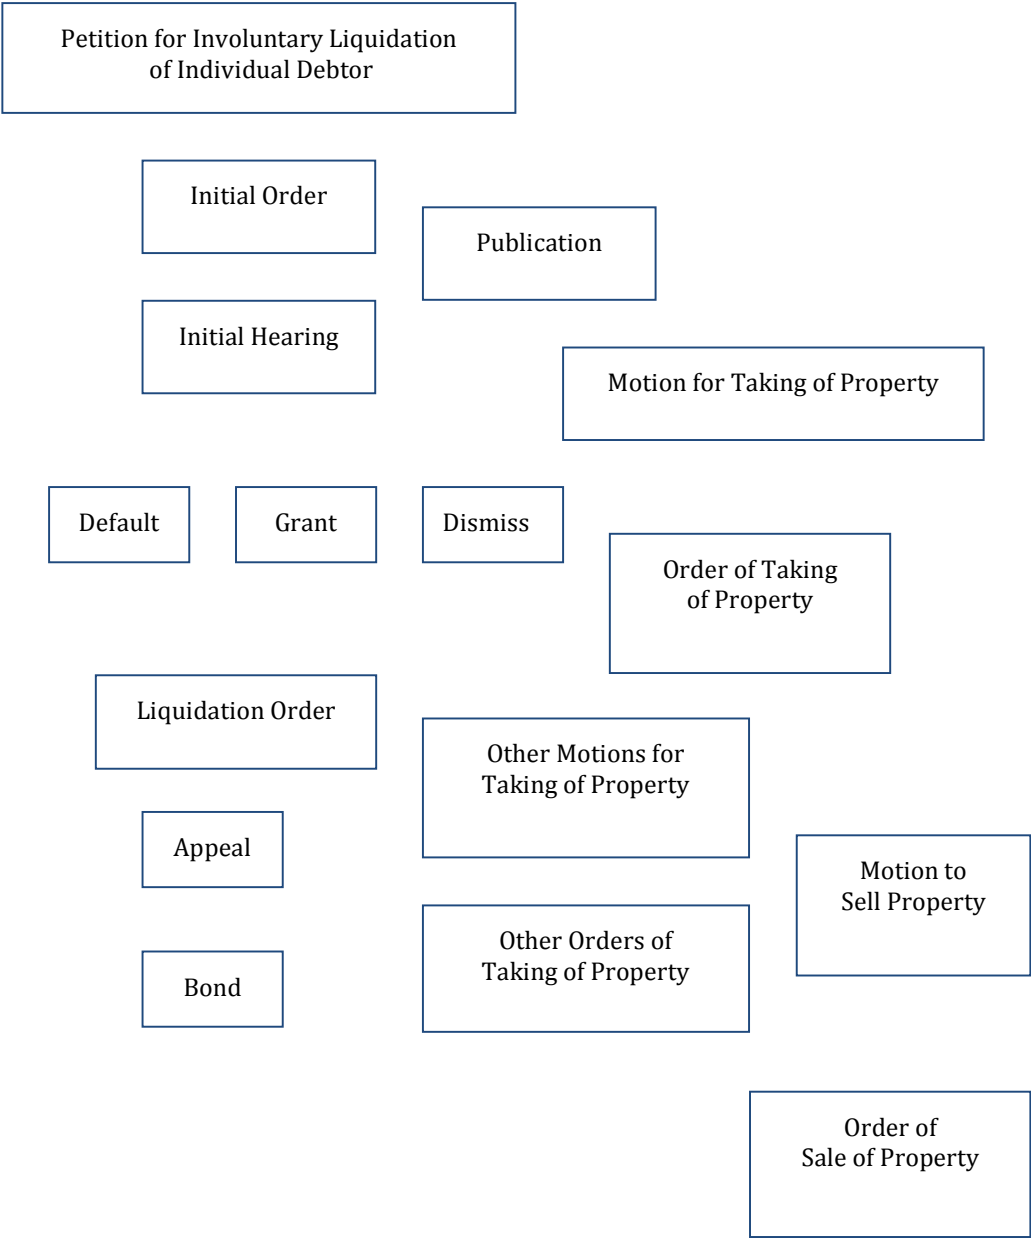 Petition for Involuntary Liquidation
of Individual Debtor
Initial Order
Publication
Initial Hearing
Motion for Taking of Property
Default
Grant
Dismiss
Order of Taking
of Property
Liquidation Order
Other Motions for
Taking of Property
Appeal
Motion to
Sell Property
Other Orders of
Taking of Property
Bond
Order of
Sale of Property